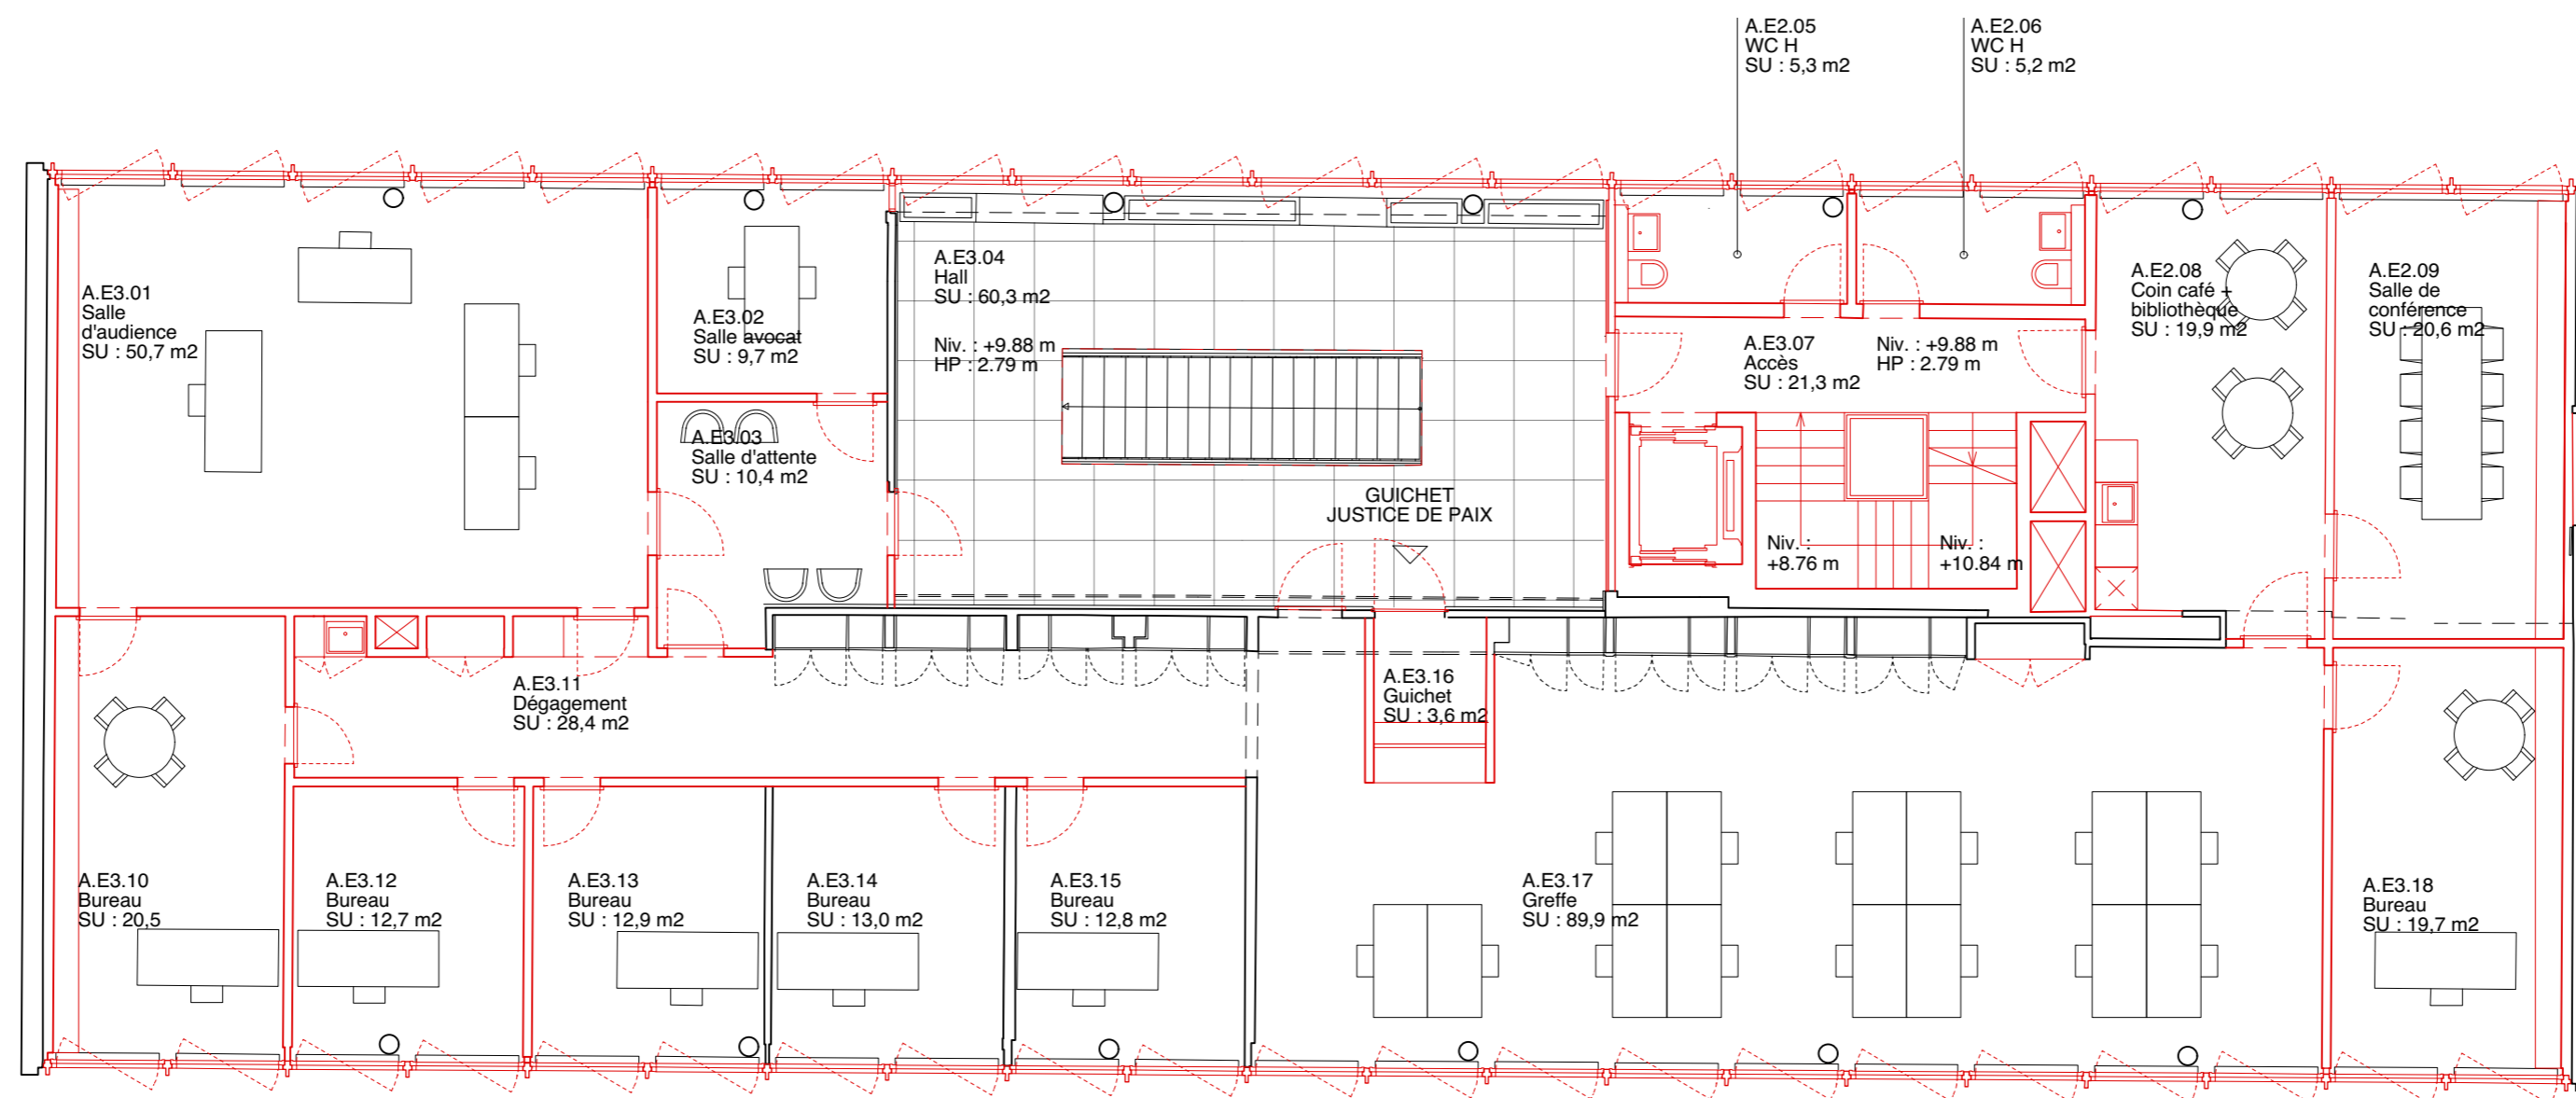 A.E2.05
WC H
SU : 5,3 m2
A.E2.06
WC H
SU : 5,2 m2
A.E3.01
Salle
d'audience
SU : 50,7 m2
A.E3.02
Salle avocat
SU : 9,7 m2
A.E3.03
Salle d'attente
SU : 10,4 m2
A.E3.04
Hall
SU : 60,3 m2
Niv. : +9.88 m
HP : 2.79 m
GUICHET
JUSTICE DE PAIX
A.E3.07
Accès
SU : 21,3 m2
Niv. : +9.88 m
HP : 2.79 m
Niv. :
+8.76 m
Niv. :
+10.84 m
A.E2.08
Coin café +
bibliothèque
SU : 19,9 m2
A.E2.09
Salle de
conférence
SU : 20,6 m2
A.E3.11
Dégagement
SU : 28,4 m2
A.E3.16
Guichet
SU : 3,6 m2
A.E3.10
Bureau
SU : 20,5
A.E3.12
Bureau
SU : 12,7 m2
A.E3.13
Bureau
SU : 12,9 m2
A.E3.14
Bureau
SU : 13,0 m2
A.E3.15
Bureau
SU : 12,8 m2
A.E3.17
Greffe
SU : 89,9 m2
A.E3.18
Bureau
SU : 19,7 m2